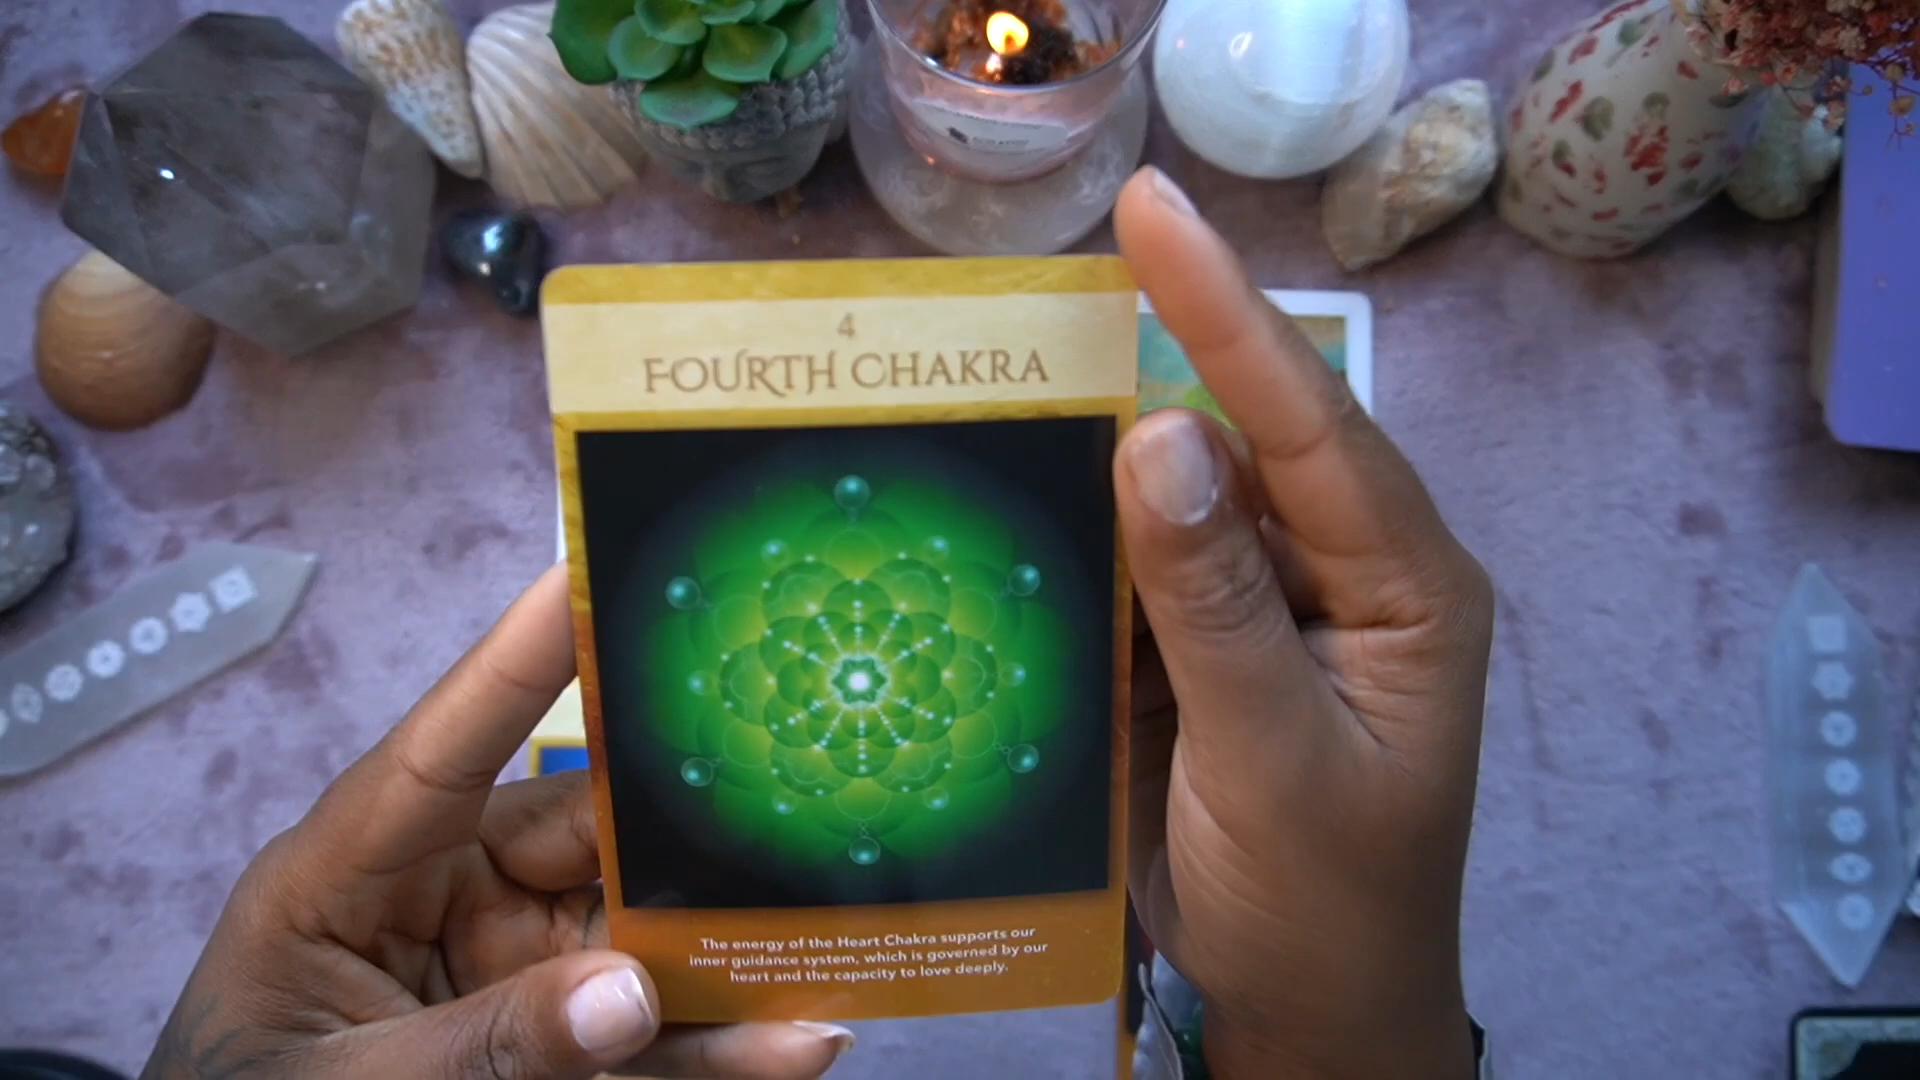 4
FOURTH CHAKRA
The energy of the Heart Chakra supports our
inner guidance system, which is governed by our
heart and the capacity to love deeply.